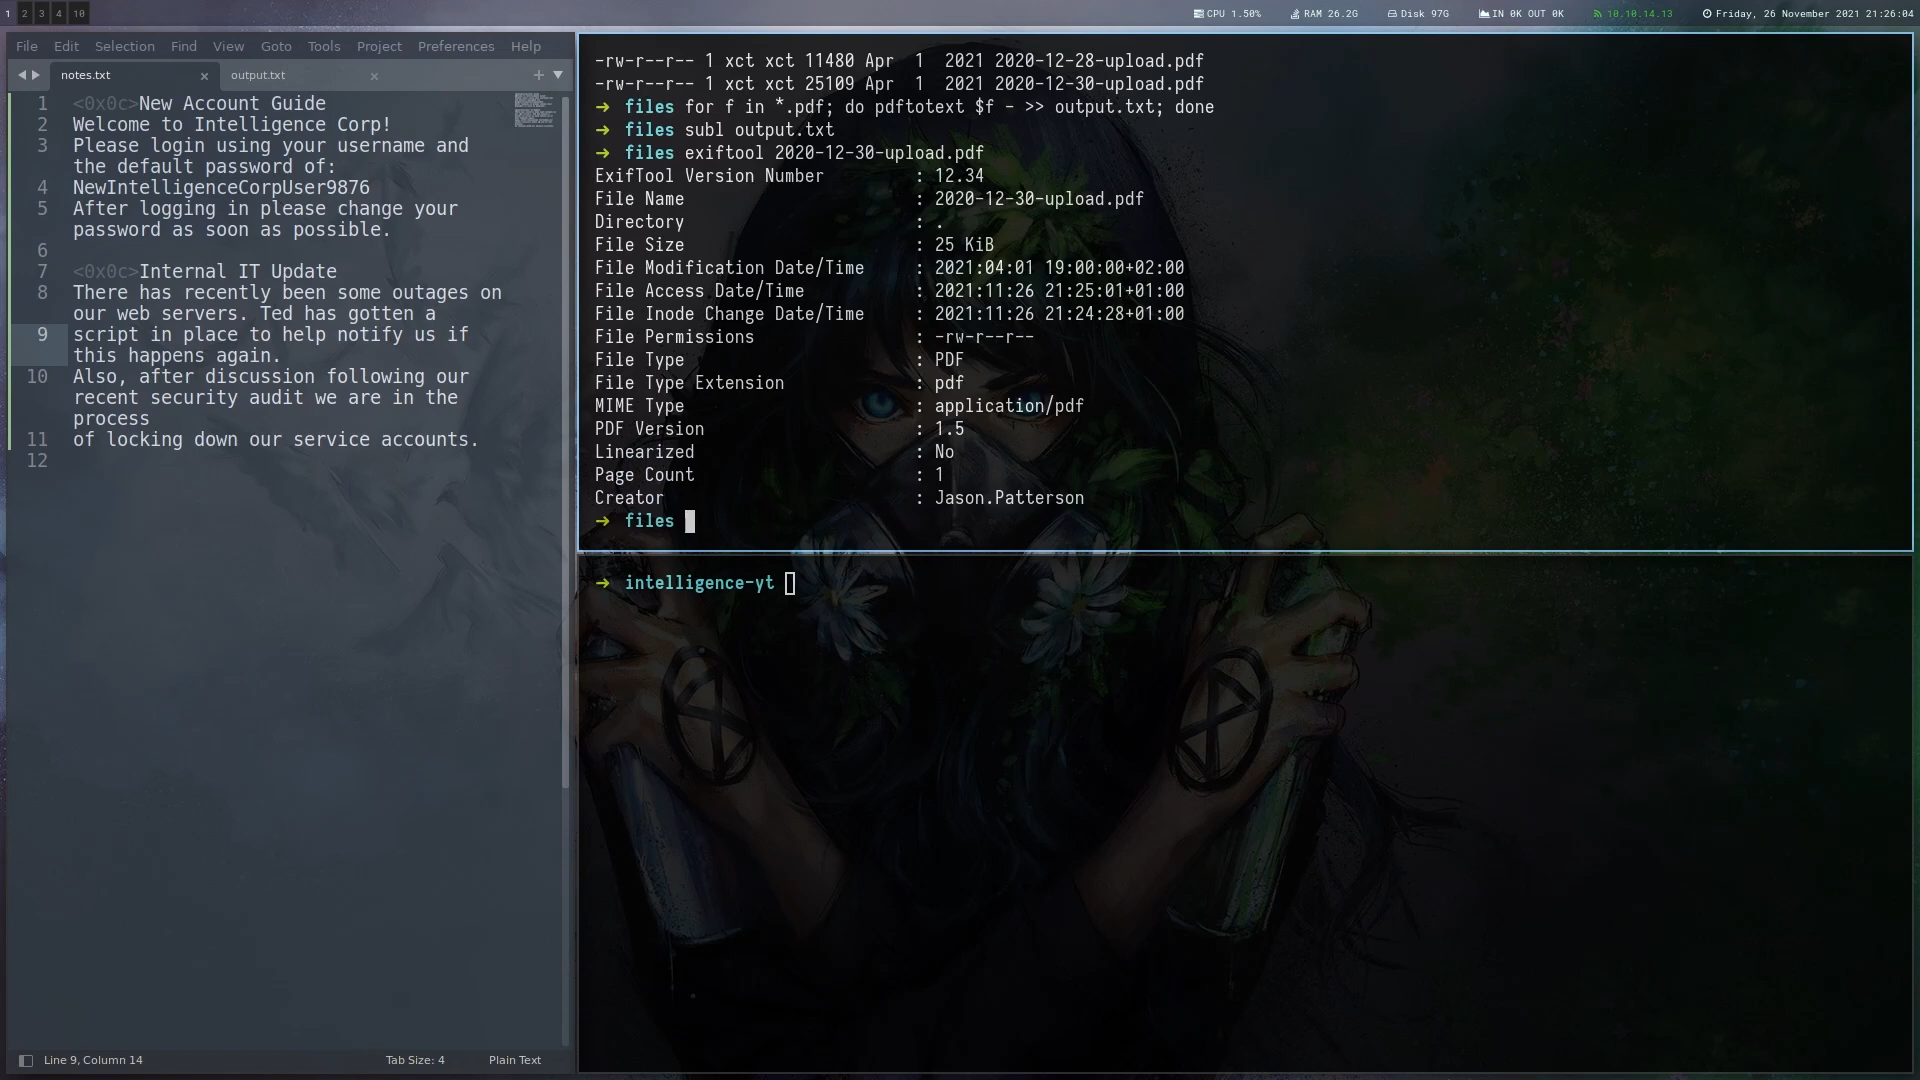 1 2 3 4 10
CPU 1.50% RAM 26.2G Disk 97G IN 0K OUT 0K 10.10.14.13 Friday, 26 November 2021 21:26:04
File Edit Selection Find View Goto Tools Project Preferences Help
notes.txt × output.txt ×
1 <0x0c>New Account Guide
2 Welcome to Intelligence Corp!
3 Please login using your username and
the default password of:
4 NewIntelligenceCorpUser9876
5 After logging in please change your
password as soon as possible.
6
7 <0x0c>Internal IT Update
8 There has recently been some outages on
our web servers. Ted has gotten a
9 script in place to help notify us if
this happens again.
10 Also, after discussion following our
recent security audit we are in the
process
11 of locking down our service accounts.
12
Line 9, Column 14 Tab Size: 4 Plain Text
-rw-r--r-- 1 xct xct 11480 Apr 1 2021 2020-12-28-upload.pdf
-rw-r--r-- 1 xct xct 25109 Apr 1 2021 2020-12-30-upload.pdf
→ files for f in *.pdf; do pdftotext $f - >> output.txt; done
→ files subl output.txt
→ files exiftool 2020-12-30-upload.pdf
ExifTool Version Number : 12.34
File Name : 2020-12-30-upload.pdf
Directory : .
File Size : 25 KiB
File Modification Date/Time : 2021:04:01 19:00:00+02:00
File Access Date/Time : 2021:11:26 21:25:01+01:00
File Inode Change Date/Time : 2021:11:26 21:24:28+01:00
File Permissions : -rw-r--r--
File Type : PDF
File Type Extension : pdf
MIME Type : application/pdf
PDF Version : 1.5
Linearized : No
Page Count : 1
Creator : Jason.Patterson
→ files
→ intelligence-yt